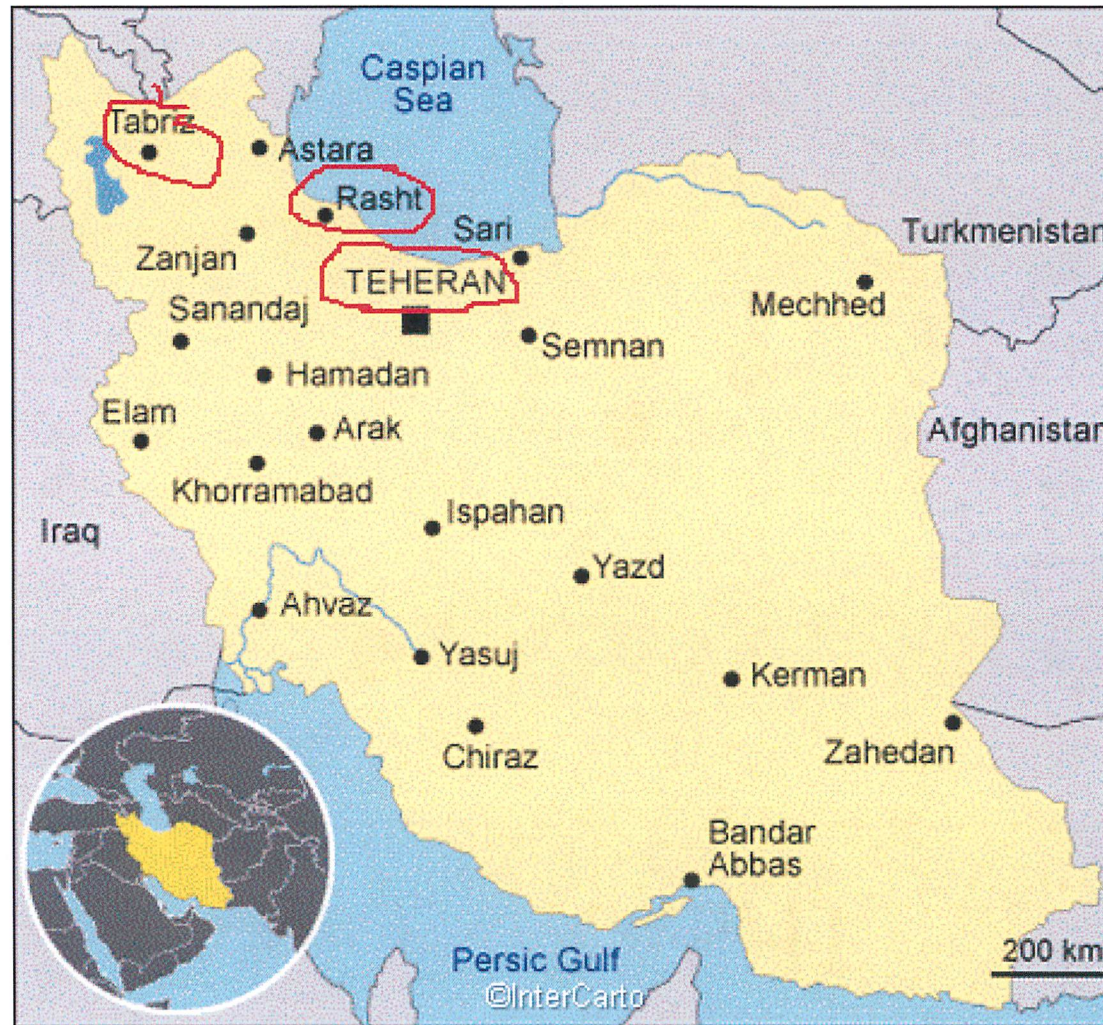 Caspian
Sea
Tabriz
Astara
Rasht
Sari
Turkmenistan
Zanjan
TEHERAN
Mechhed
Sanandaj
Semnan
Hamadan
Elam
Arak
Afghanistan
Khorramabad
Ispahan
Iraq
Yazd
Ahvaz
Yasuj
Kerman
Chiraz
Zahedan
Bandar
Abbas
200 km
Persic Gulf
©InterCarto